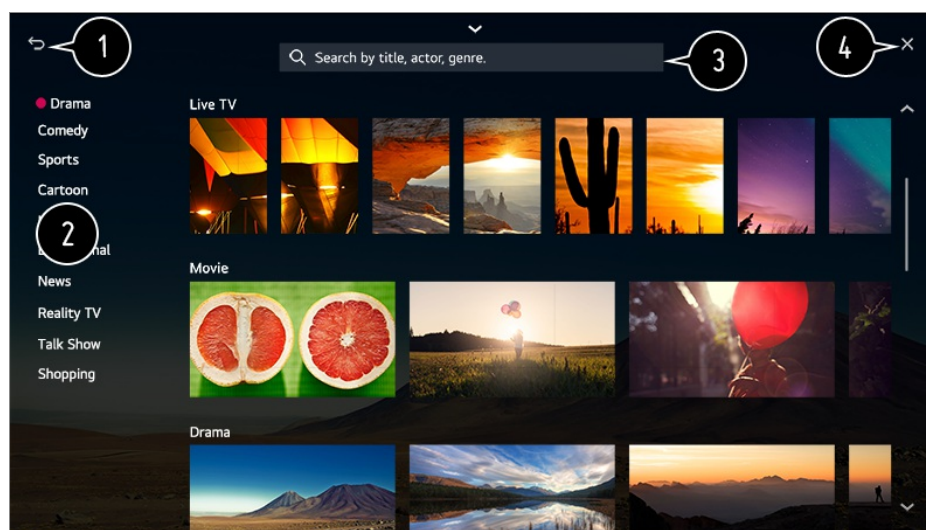 1
4
Search by title, actor, genre.
3
Drama
Comedy
Sports
Cartoon
2
News
Reality TV
Talk Show
Shopping
Live TV
Movie
Drama